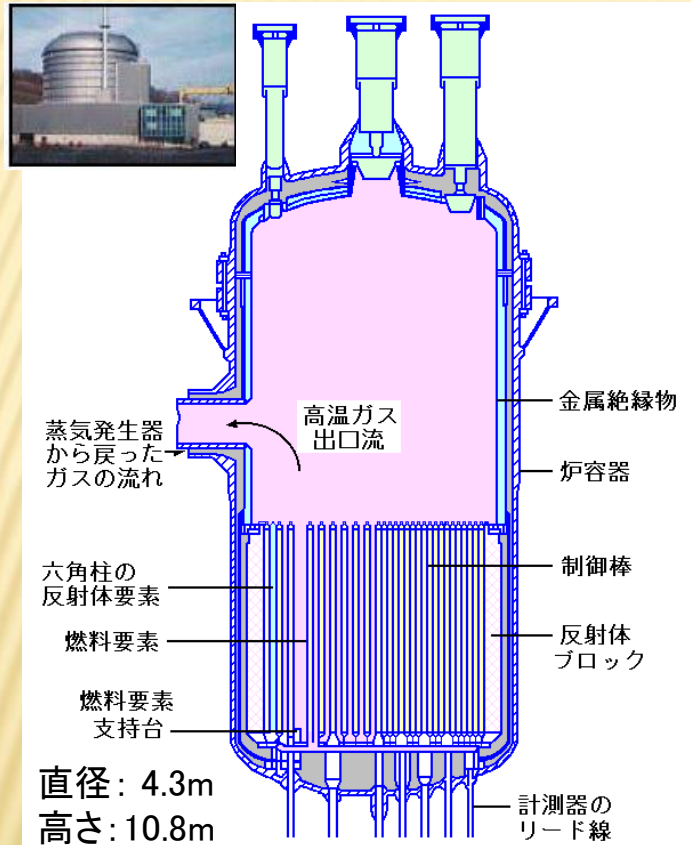 高温ガス
出口流
蒸気発生器
から戻った
ガスの流れ
金属絶縁物
炉容器
六角柱の
反射体要素
制御棒
燃料要素
反射体
ブロック
燃料要素
支持台
直径: 4.3m
高さ:10.8m
計測器の
リード線